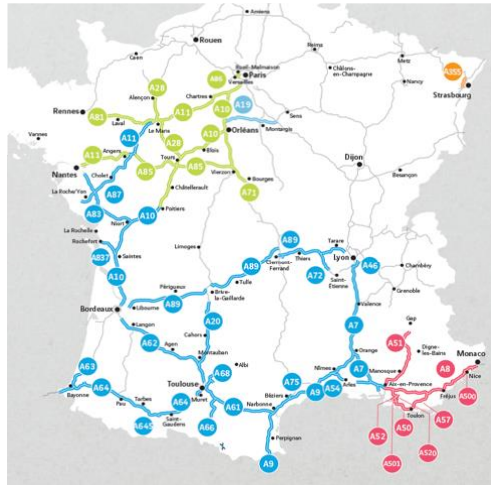 Amiens
Rouen
Reims
Caen
Metz
A355
Rueil-Malmaison
Paris
Versailles
Châlons-
en-Champagne
Nancy
Strasbourg
A28
A86
Alençon
Chartres
A11
A10
A19
Sens
Rennes
A81
Laval
Le Mans
Montargis
Orléans
Vannes
A11
A28
A10
Blois
Angers
A11
Tours
Dijon
Nantes
Cholet
A85
A85
Vierzon
Bourges
Besançon
A87
Châtellerault
A71
La Roche/Yon
A83
Niort
A10
Poitiers
La Rochelle
Rochefort
A837
Saintes
Limoges
A89
Tarare
Thiers
Clermont-
Ferrand
Lyon
A46
A10
A89
A72
Saint-
Étienne
Chambéry
Périgueux
Tulle
Brive-
la-Gaillarde
Grenoble
Bordeaux
Libourne
A89
Valence
Langon
A20
Cahors
A7
Gap
A62
Agen
Montauban
Orange
A51
Digne-
les-Bains
Monaco
A63
Albi
A68
Nîmes
A7
Manosque
A8
Nice
A64
Toulouse
A75
Arles
Aix-en-Provence
A500
Bayonne
Pau
Tarbes
A64
Muret
Béziers
A9
A54
Fréjus
Saint-
Gaudens
A61
Narbonne
A57
Toulon
A645
A66
Perpignan
A52
A50
A520
A501
A9